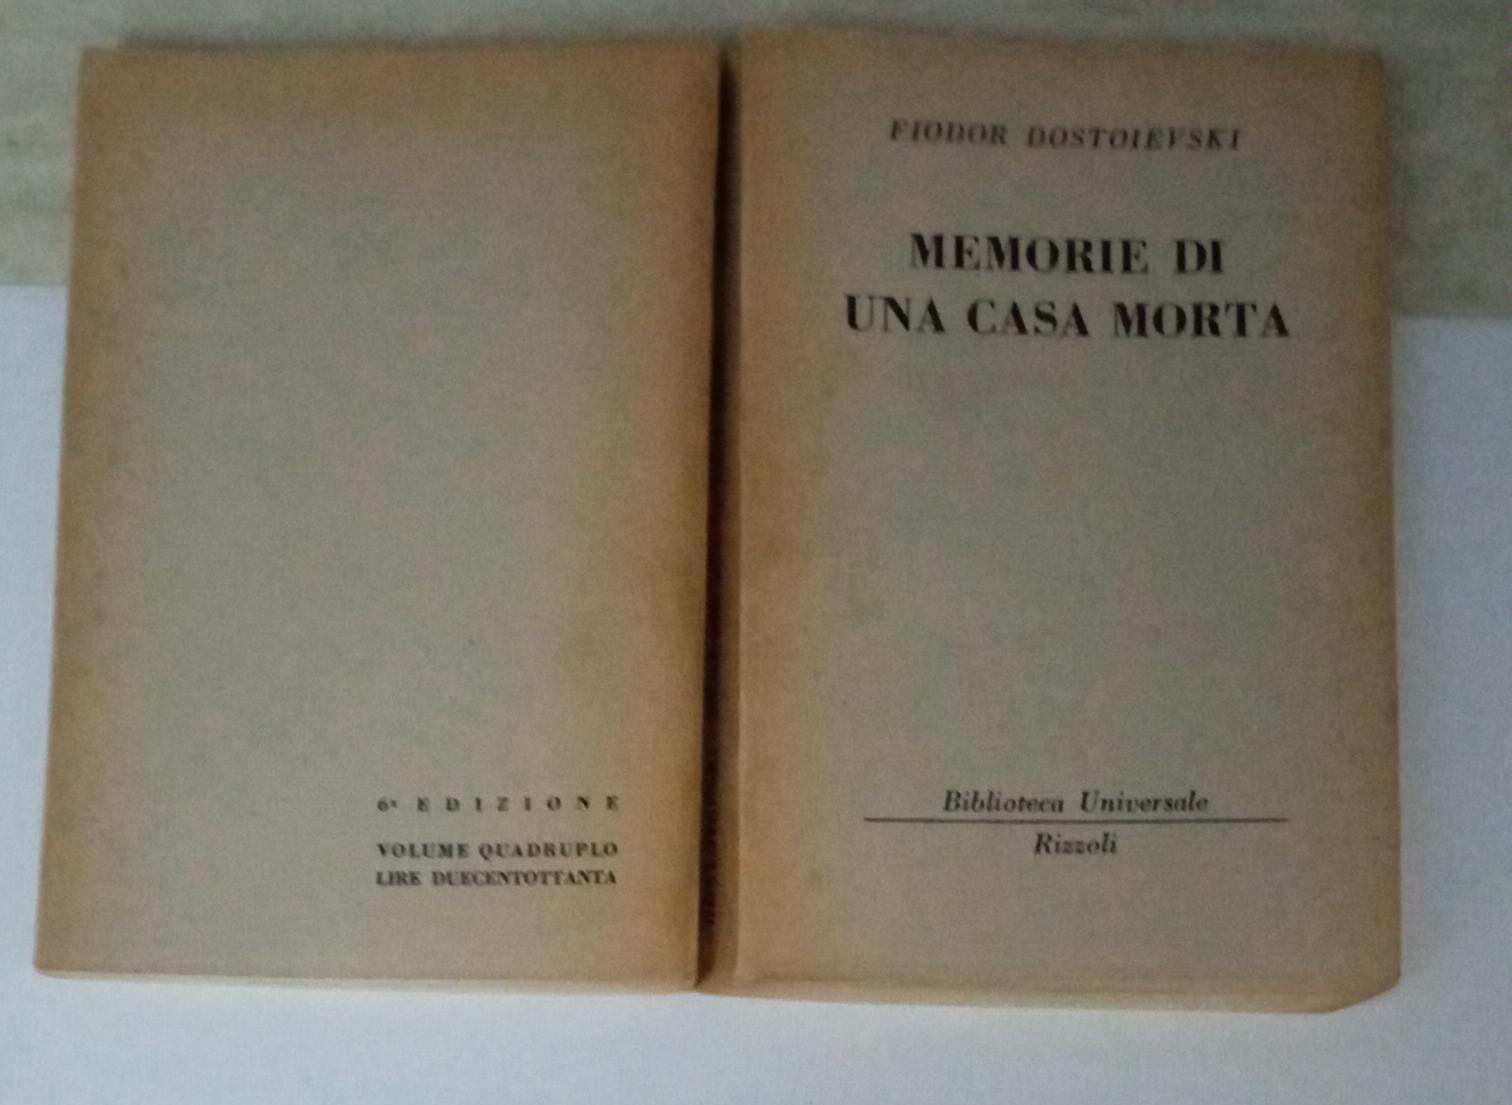 6ª EDIZIONE
VOLUME QUADRUPLO
LIRE DUECENTOTTANTA
FIODOR DOSTOIEVSKI
MEMORIE DI
UNA CASA MORTA
Biblioteca Universale
Rizzoli